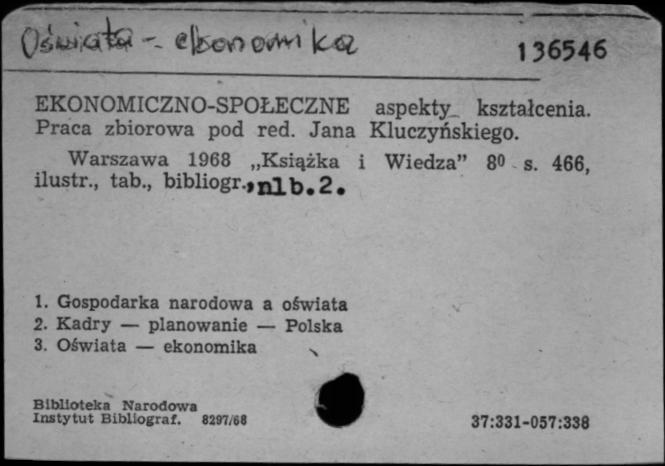 Oświata - ekonomika
136546
EKONOMICZNO-SPOŁECZNE aspekty kształcenia.
Praca zbiorowa pod red. Jana Kluczyńskiego.
Warszawa 1968 „Książka i Wiedza” 8⁰ s. 466,
ilustr., tab., bibliogr., nlb.2.
1. Gospodarka narodowa a oświata
2. Kadry — planowanie — Polska
3. Oświata — ekonomika
Biblioteka Narodowa
Instytut Bibliograf. 8297/68
37:331-057:338